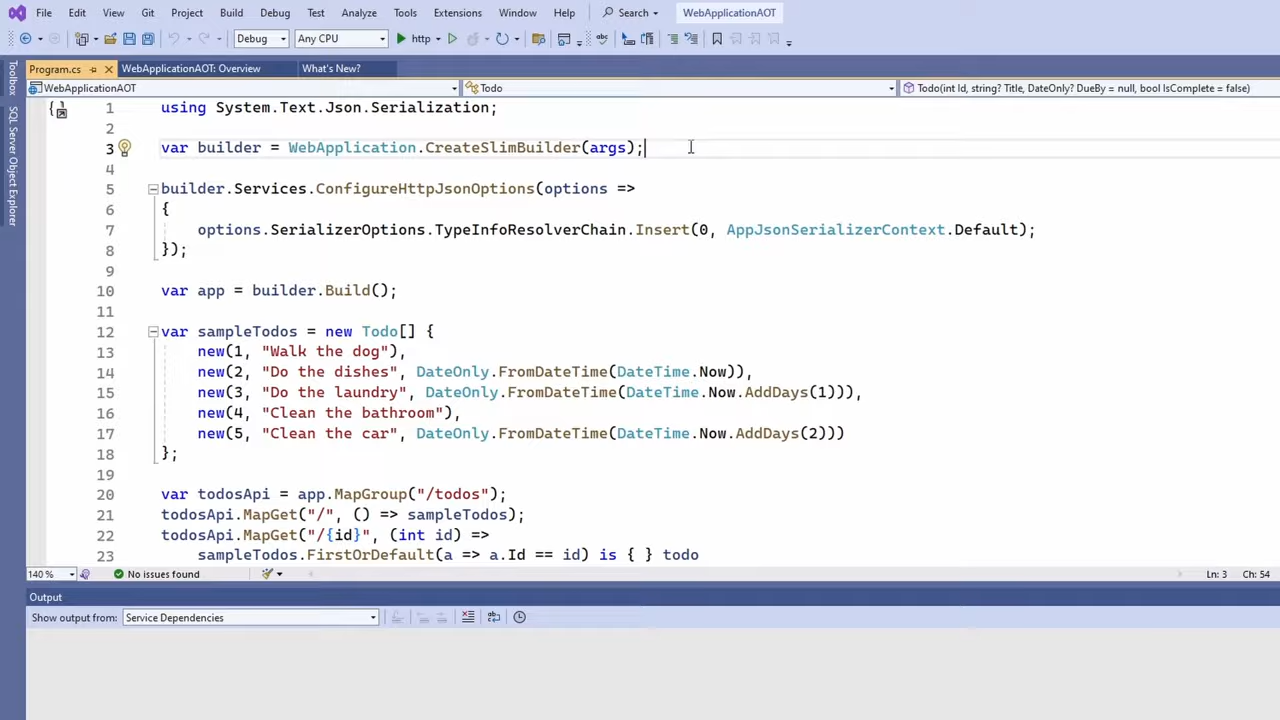 File Edit View Git Project Build Debug Test Analyze Tools Extensions Window Help Search WebApplicationAOT
Debug Any CPU http
Program.cs WebApplicationAOT: Overview What's New?
WebApplicationAOT Todo Todo(int Id, string? Title, DateOnly? DueBy = null, bool IsComplete = false)
Toolbox
SQL Server Object Explorer
1 using System.Text.Json.Serialization;
2
3 var builder = WebApplication.CreateSlimBuilder(args);
4
5 builder.Services.ConfigureHttpJsonOptions(options =>
6 {
7 options.SerializerOptions.TypeInfoResolverChain.Insert(0, AppJsonSerializerContext.Default);
8 });
9
10 var app = builder.Build();
11
12 var sampleTodos = new Todo[] {
13 new(1, "Walk the dog"),
14 new(2, "Do the dishes", DateOnly.FromDateTime(DateTime.Now)),
15 new(3, "Do the laundry", DateOnly.FromDateTime(DateTime.Now.AddDays(1))),
16 new(4, "Clean the bathroom"),
17 new(5, "Clean the car", DateOnly.FromDateTime(DateTime.Now.AddDays(2)))
18 };
19
20 var todosApi = app.MapGroup("/todos");
21 todosApi.MapGet("/", () => sampleTodos);
22 todosApi.MapGet("/{id}", (int id) =>
23 sampleTodos.FirstOrDefault(a => a.Id == id) is { } todo
140 % No issues found Ln: 3 Ch: 54
Output
Show output from: Service Dependencies